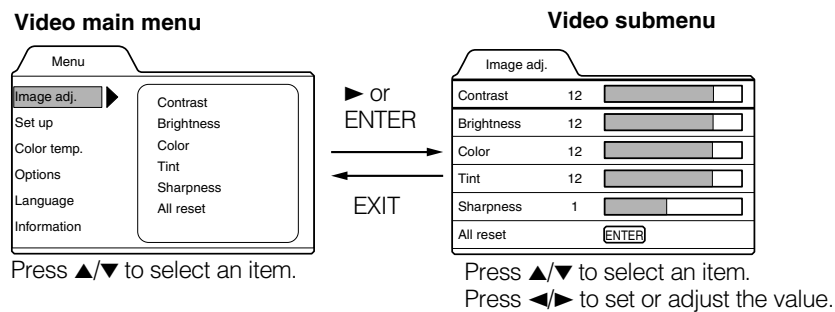 Video main menu
Menu
Image adj.
Set up
Color temp.
Options
Language
Information
Contrast
Brightness
Color
Tint
Sharpness
All reset
Press ▲/▼ to select an item.
► or
ENTER
EXIT
Video submenu
Image adj.
Contrast 12
Brightness 12
Color 12
Tint 12
Sharpness 1
All reset ENTER
Press ▲/▼ to select an item.
Press ◄/► to set or adjust the value.